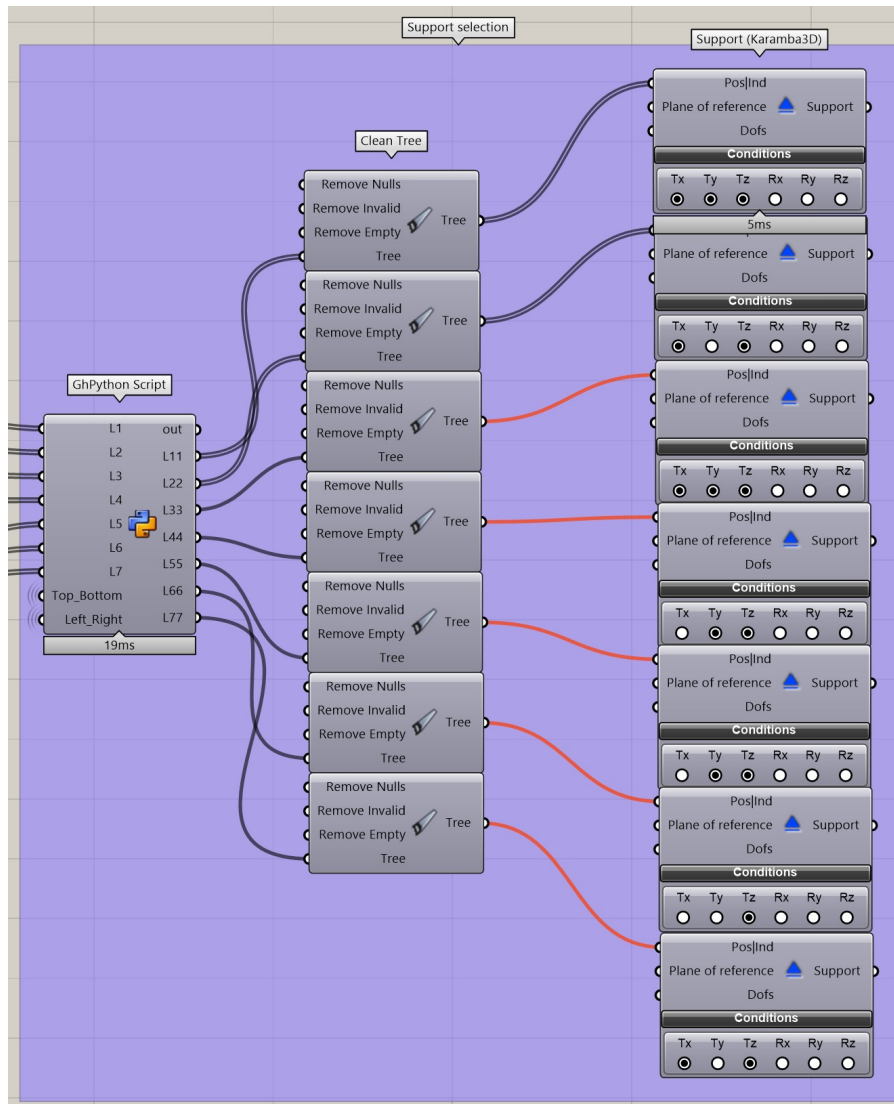 Support selection
Support (Karamba3D)
Pos|Ind
Plane of reference Support
Dofs
Conditions
Tx Ty Tz Rx Ry Rz
5ms
Plane of reference Support
Dofs
Conditions
Tx Ty Tz Rx Ry Rz
Pos|Ind
Plane of reference Support
Dofs
Conditions
Tx Ty Tz Rx Ry Rz
Pos|Ind
Plane of reference Support
Dofs
Conditions
Tx Ty Tz Rx Ry Rz
Pos|Ind
Plane of reference Support
Dofs
Conditions
Tx Ty Tz Rx Ry Rz
Pos|Ind
Plane of reference Support
Dofs
Conditions
Tx Ty Tz Rx Ry Rz
Pos|Ind
Plane of reference Support
Dofs
Conditions
Tx Ty Tz Rx Ry Rz
Clean Tree
Remove Nulls
Remove Invalid
Remove Empty
Tree
Tree
Remove Nulls
Remove Invalid
Remove Empty
Tree
Tree
Remove Nulls
Remove Invalid
Remove Empty
Tree
Tree
Remove Nulls
Remove Invalid
Remove Empty
Tree
Tree
Remove Nulls
Remove Invalid
Remove Empty
Tree
Tree
Remove Nulls
Remove Invalid
Remove Empty
Tree
Tree
Remove Nulls
Remove Invalid
Remove Empty
Tree
Tree
GhPython Script
L1
L2
L3
L4
L5
L6
L7
Top_Bottom
Left_Right
out
L11
L22
L33
L44
L55
L66
L77
19ms